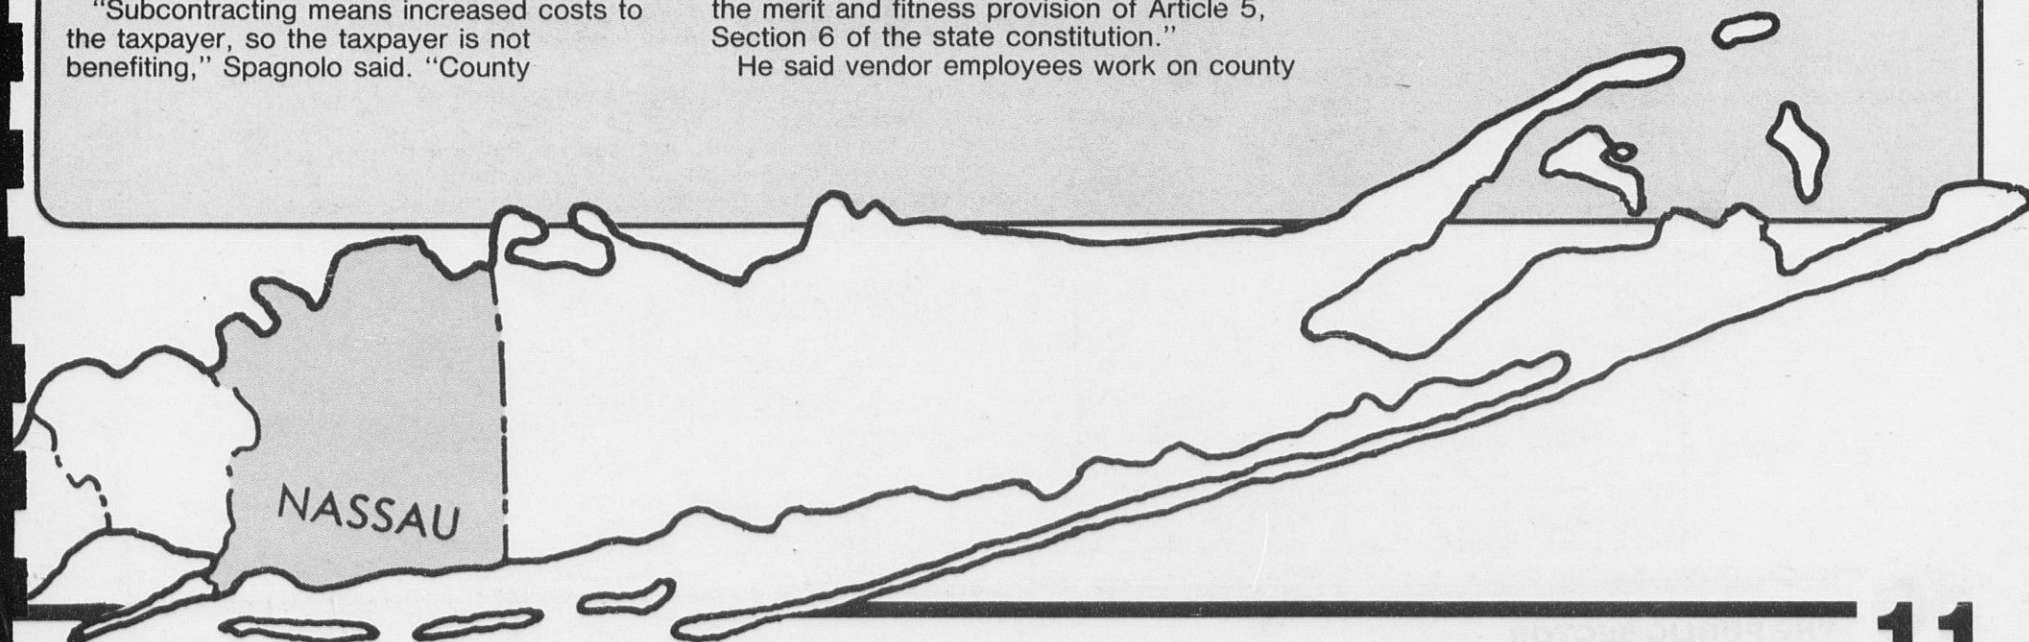 "Subcontracting means increased costs to
the taxpayer, so the taxpayer is not
benefiting," Spagnolo said. "County
the merit and fitness provision of Article 5,
Section 6 of the state constitution."
He said vendor employees work on county
NASSAU
11